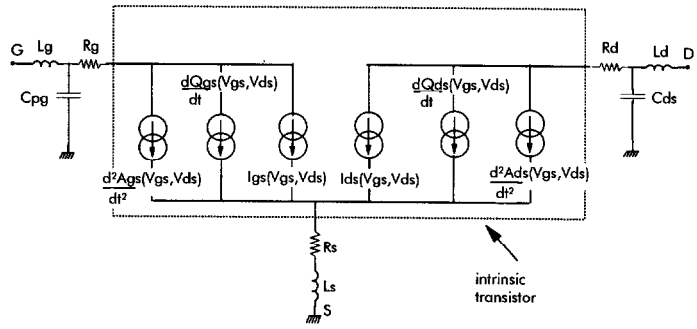 G Lg Rg
Cpg
dQgs(Vgs,Vds)
dt
dQds(Vgs,Vds)
dt
Rd Ld D
Cds
d²Ags(Vgs,Vds)
dt²
Igs(Vgs,Vds)
Ids(Vgs,Vds)
d²Ads(Vgs,Vds)
dt²
Rs
Ls
S
intrinsic
transistor